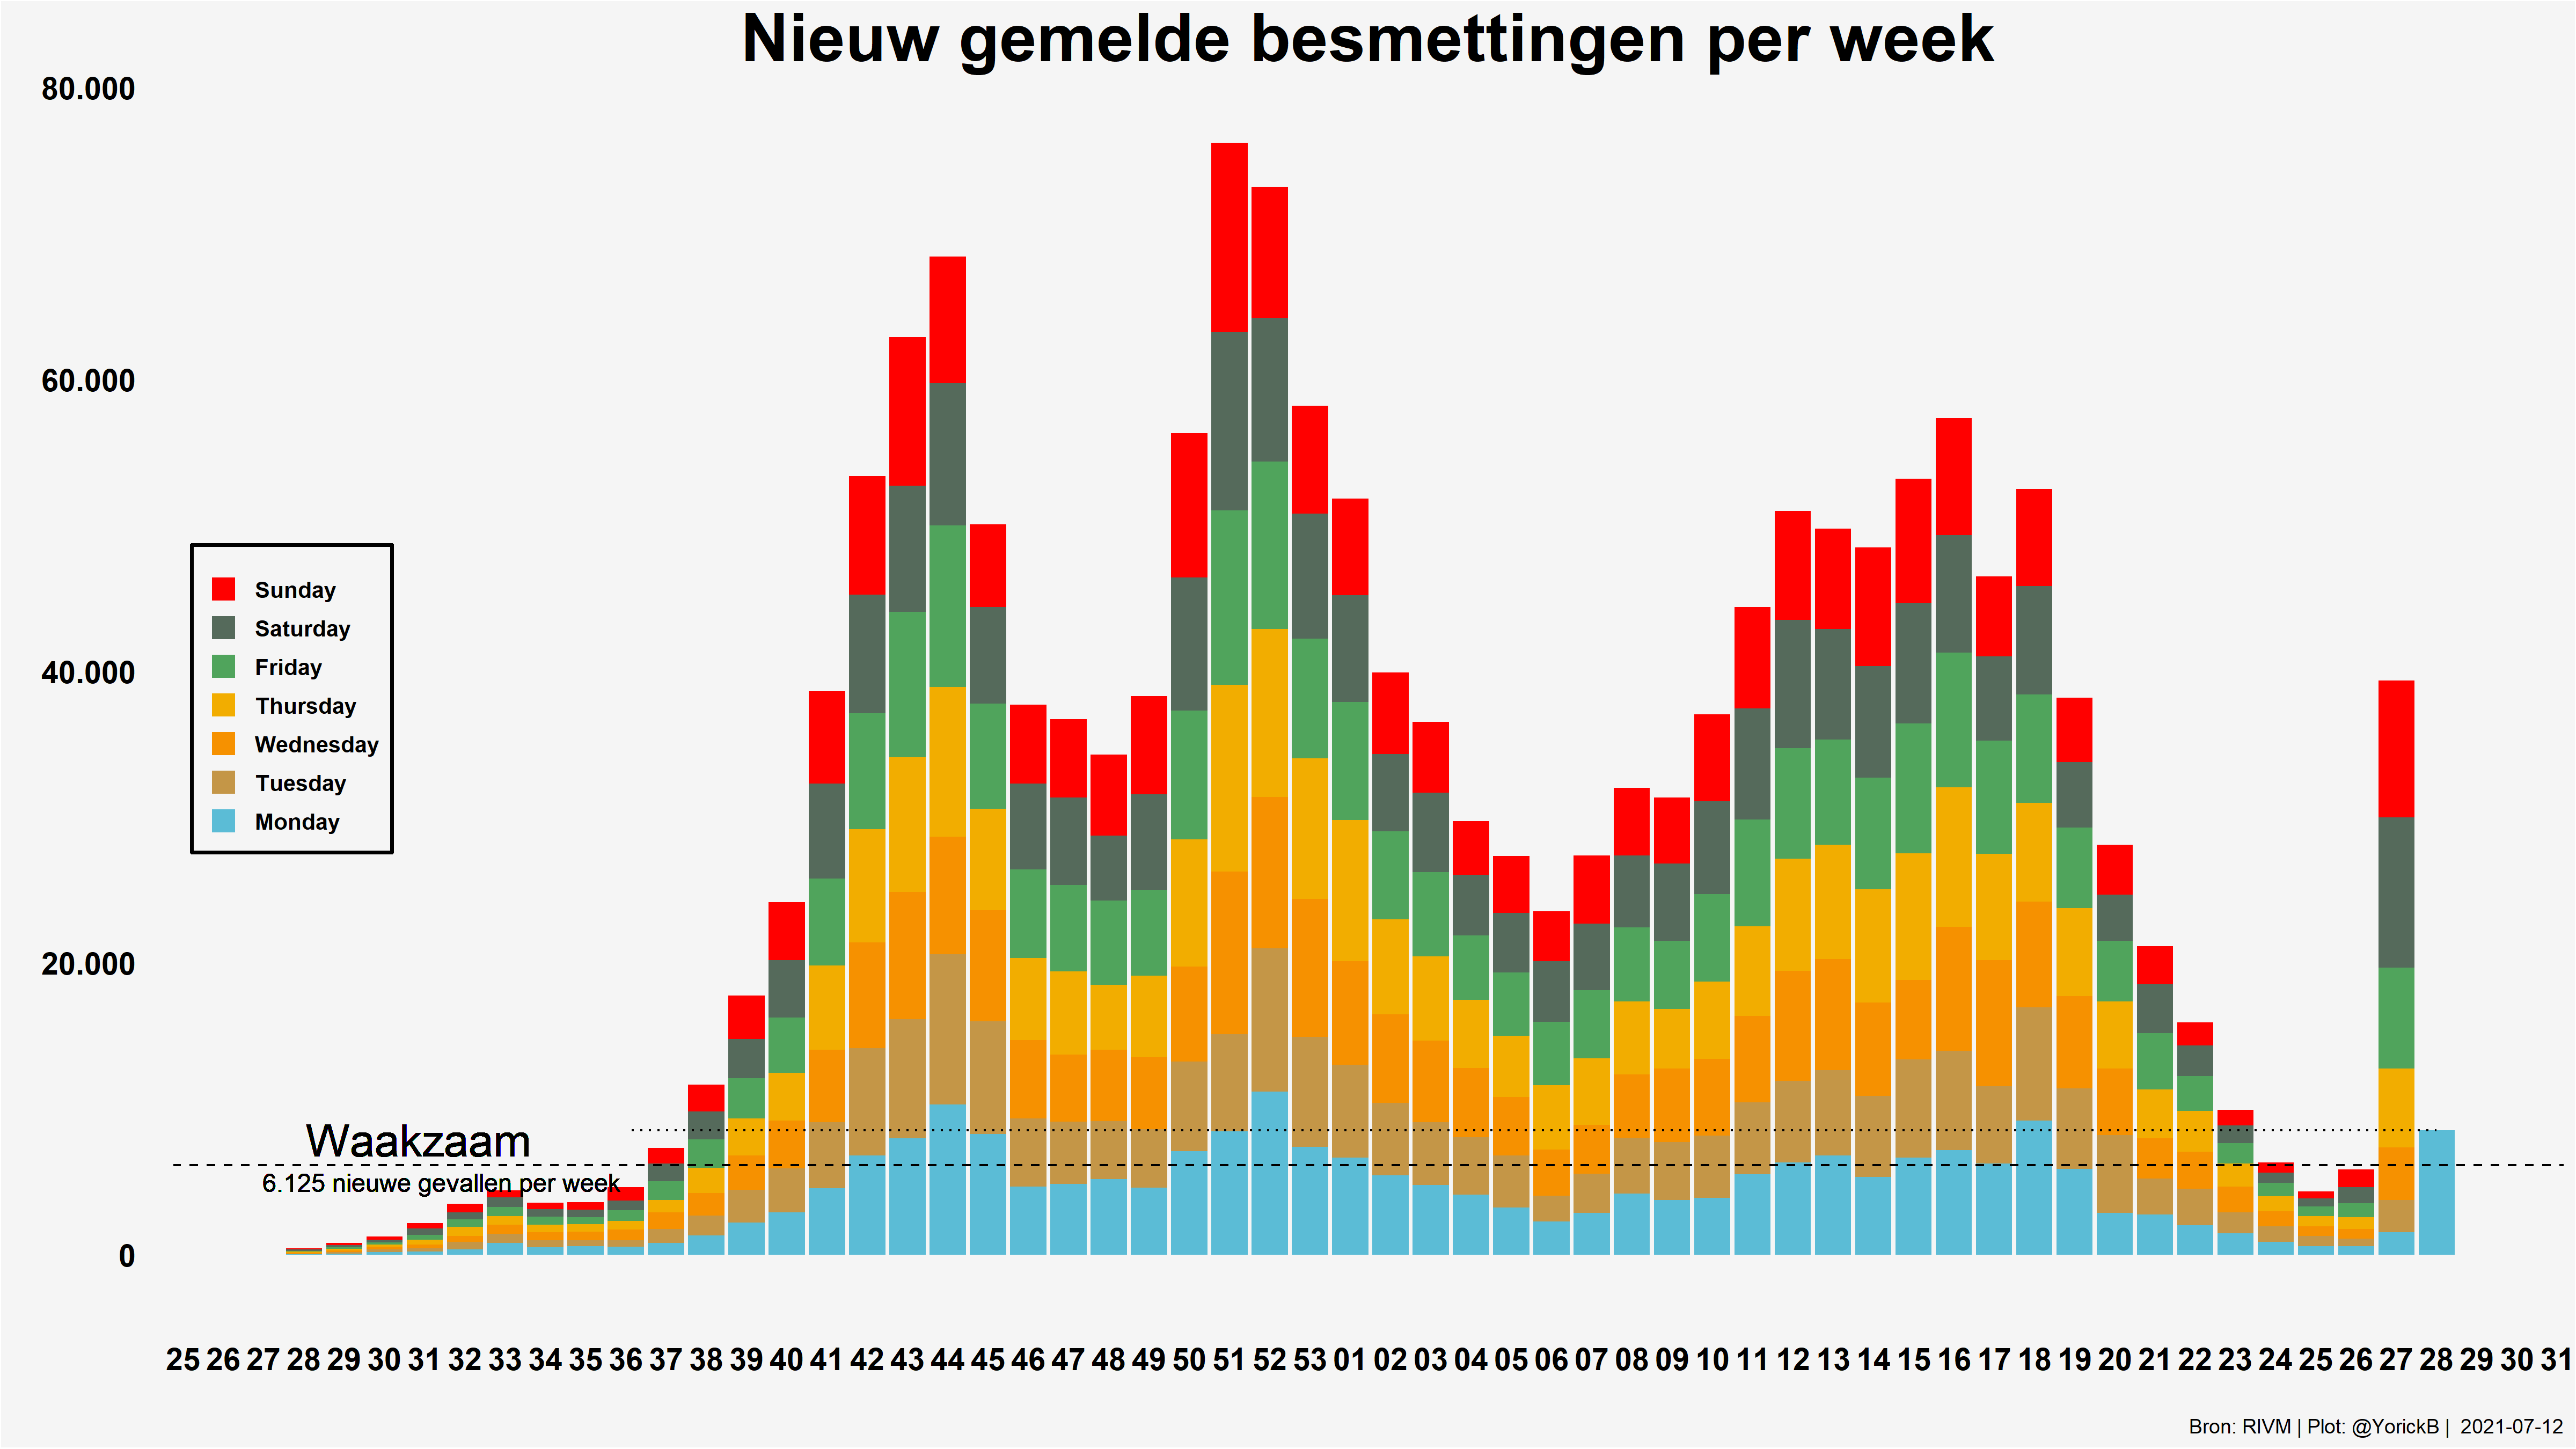 Nieuw gemelde besmettingen per week
80.000
60.000
40.000
20.000
0
Sunday
Saturday
Friday
Thursday
Wednesday
Tuesday
Monday
Waakzaam
6.125 nieuwe gevallen per week
25 26 27 28 29 30 31 32 33 34 35 36 37 38 39 40 41 42 43 44 45 46 47 48 49 50 51 52 53 01 02 03 04 05 06 07 08 09 10 11 12 13 14 15 16 17 18 19 20 21 22 23 24 25 26 27 28 29 30 31
Bron: RIVM | Plot: @YorickB | 2021-07-12